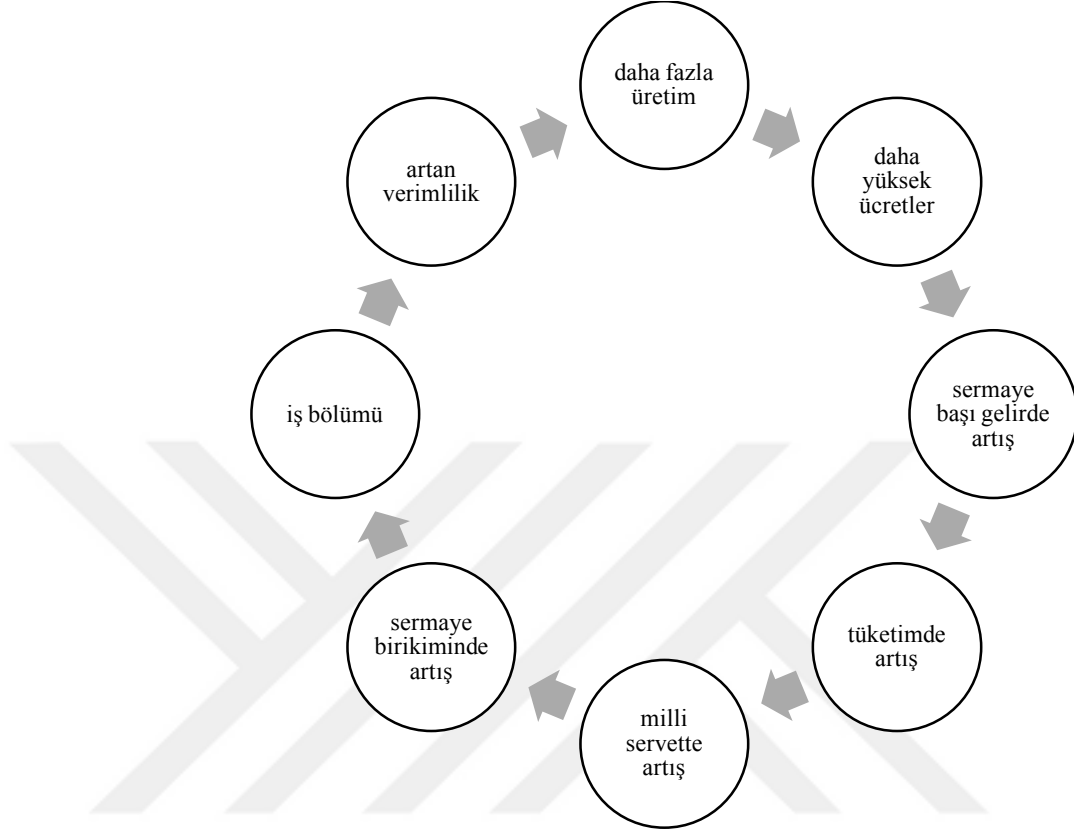 daha fazla
üretim
daha
yüksek
ücretler
sermaye
başı gelirde
artış
tüketimde
artış
milli
servette
artış
sermaye
birikiminde
artış
iş bölümü
artan
verimlilik